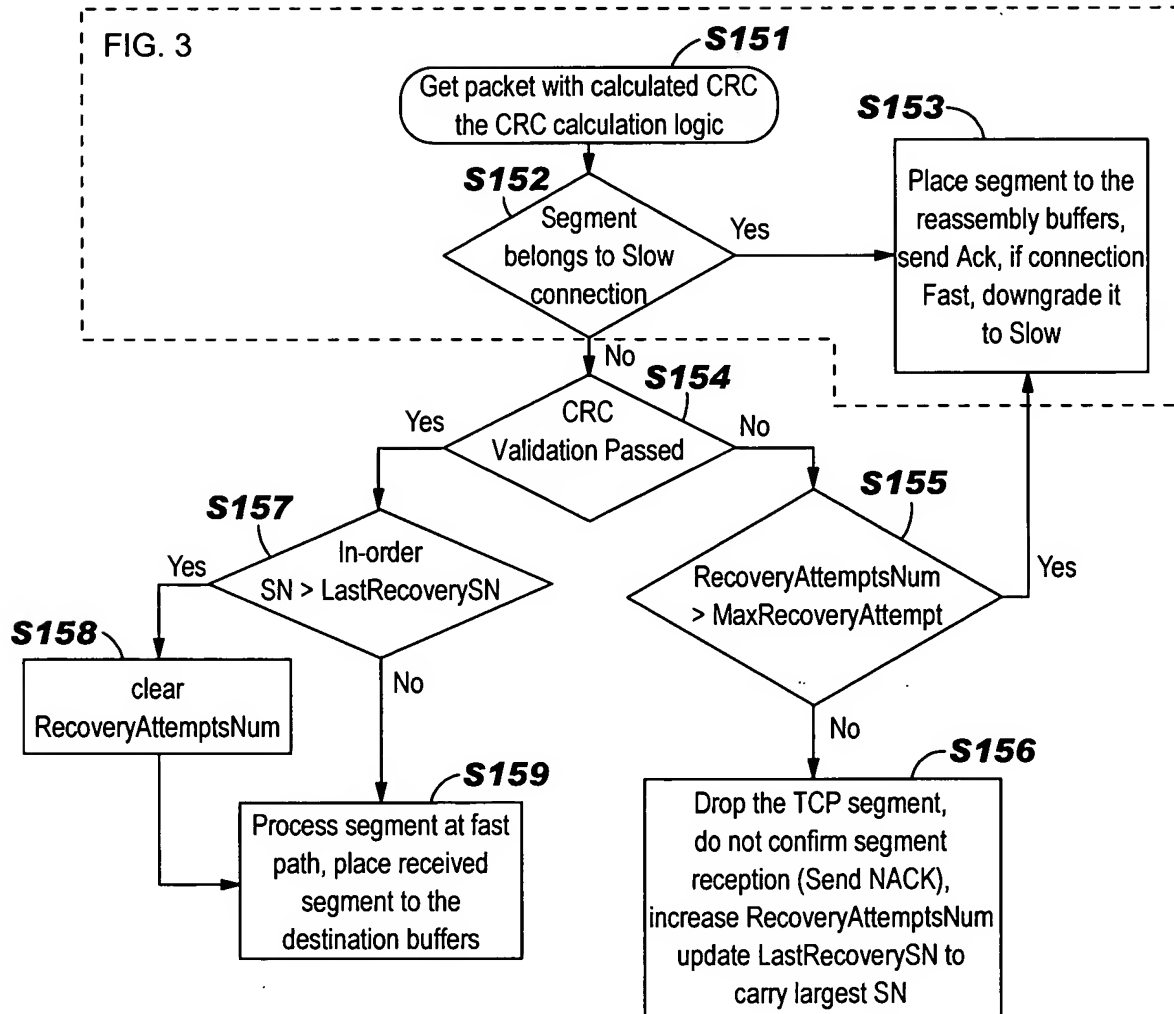 FIG. 3
S151
Get packet with calculated CRC
the CRC calculation logic
S152
Segment
belongs to Slow
connection
Yes
S153
Place segment to the
reassembly buffers,
send Ack, if connection
Fast, downgrade it
to Slow
No
S154
CRC
Validation Passed
Yes
No
S157
In-order
SN > LastRecoverySN
Yes
S155
RecoveryAttemptsNum
> MaxRecoveryAttempt
Yes
S158
clear
RecoveryAttemptsNum
No
No
S159
Process segment at fast
path, place received
segment to the
destination buffers
S156
Drop the TCP segment,
do not confirm segment
reception (Send NACK),
increase RecoveryAttemptsNum
update LastRecoverySN to
carry largest SN